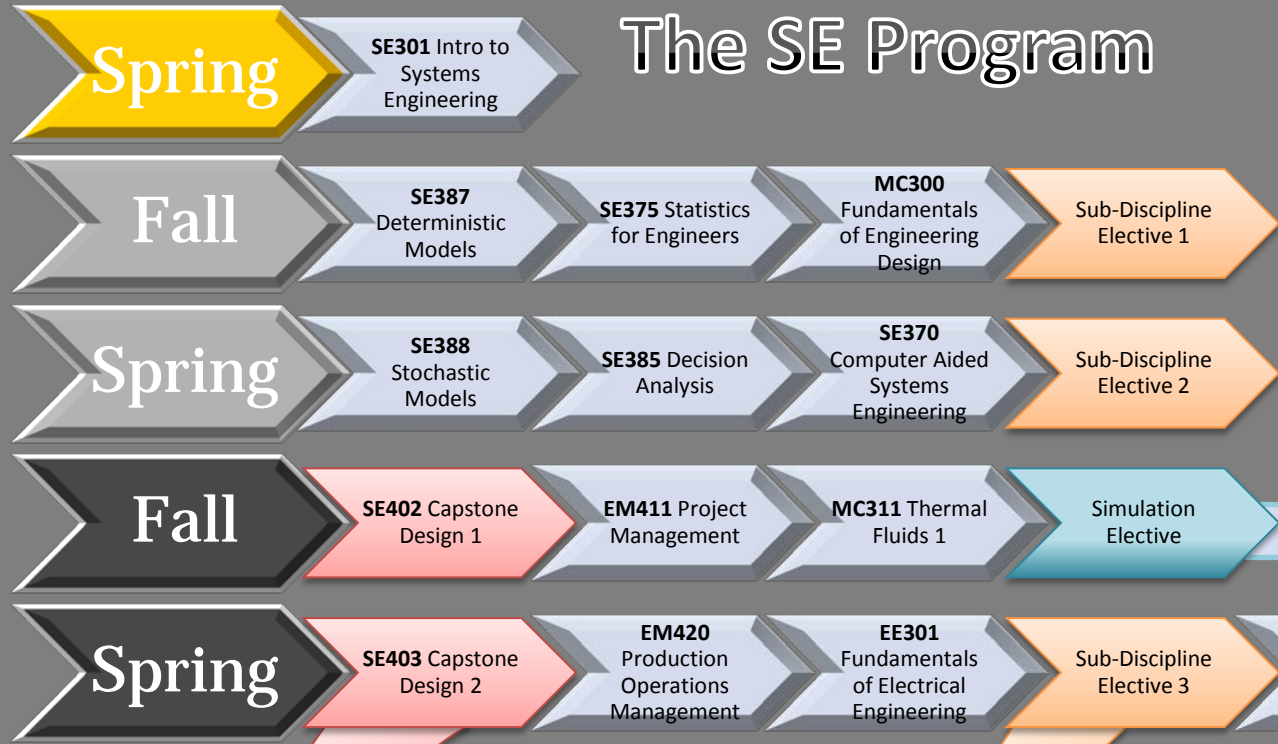 The SE Program
Spring
SE301 Intro to
Systems
Engineering
Fall
SE387
Deterministic
Models
SE375 Statistics
for Engineers
MC300
Fundamentals
of Engineering
Design
Sub-Discipline
Elective 1
Spring
SE388
Stochastic
Models
SE385 Decision
Analysis
SE370
Computer Aided
Systems
Engineering
Sub-Discipline
Elective 2
Fall
SE402 Capstone
Design 1
EM411 Project
Management
MC311 Thermal
Fluids 1
Simulation
Elective
Spring
SE403 Capstone
Design 2
EM420
Production
Operations
Management
EE301
Fundamentals
of Electrical
Engineering
Sub-Discipline
Elective 3